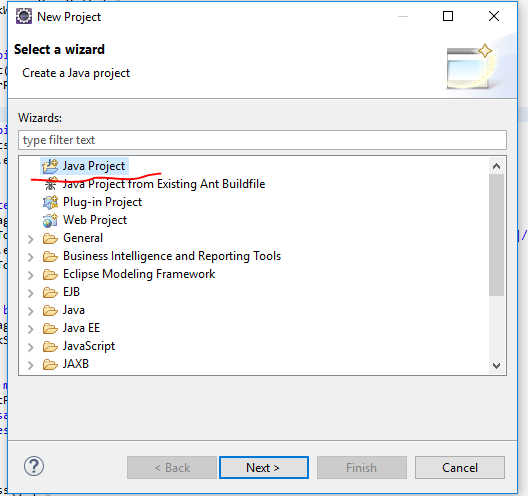 New Project
Select a wizard
Create a Java project
Wizards:
type filter text
Java Project
Java Project from Existing Ant Buildfile
Plug-in Project
Web Project
General
Business Intelligence and Reporting Tools
Eclipse Modeling Framework
EJB
Java
Java EE
JavaScript
JAXB
?
< Back
Next >
Finish
Cancel